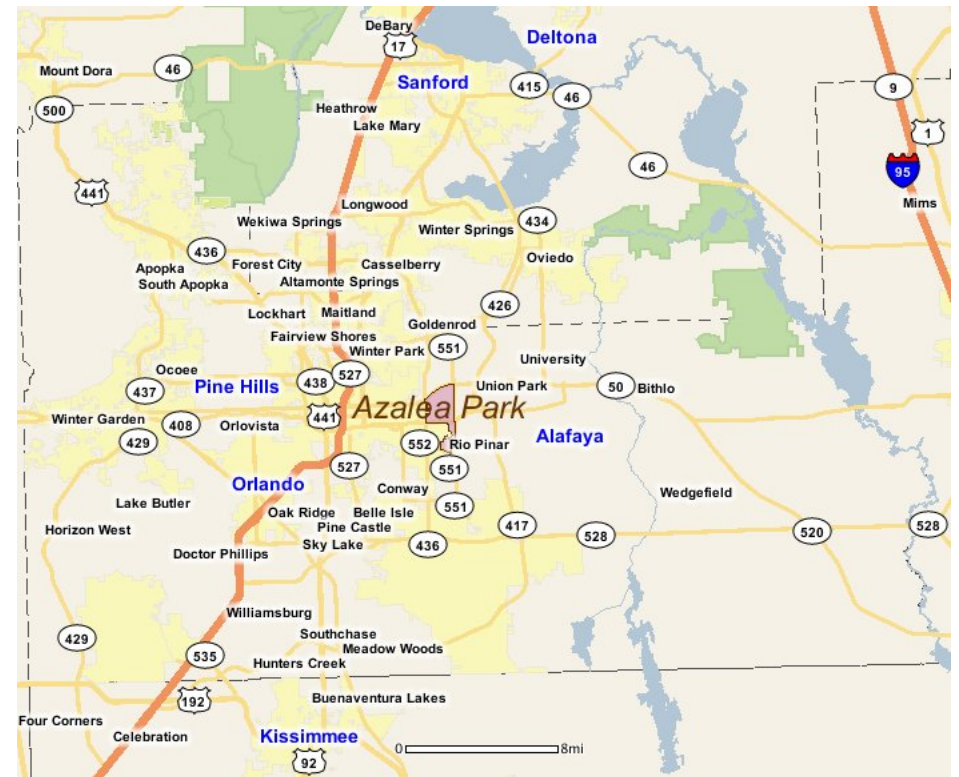 DeBary
Deltona
17
Mount Dora
46
Sanford
415
9
46
500
Heathrow
Lake Mary
1
46
95
441
Mims
Longwood
Wekiwa Springs
Winter Springs
434
436
Forest City
Casselberry
Oviedo
Apopka
South Apopka
Altamonte Springs
426
Lockhart
Maitland
Goldenrod
Fairview Shores
551
Winter Park
University
Ocoee
527
437
Pine Hills
438
Union Park
50
Bithlo
Azalea Park
441
Winter Garden
408
Orlovista
429
552
Rio Pinar
Alafaya
527
551
Orlando
Conway
Wedgefield
Lake Butler
551
Oak Ridge
Belle Isle
Horizon West
Pine Castle
417
528
520
528
Sky Lake
436
Doctor Phillips
Williamsburg
429
Southchase
535
Meadow Woods
Hunters Creek
192
Buenaventura Lakes
Four Corners
Celebration
Kissimmee
0
8mi
92